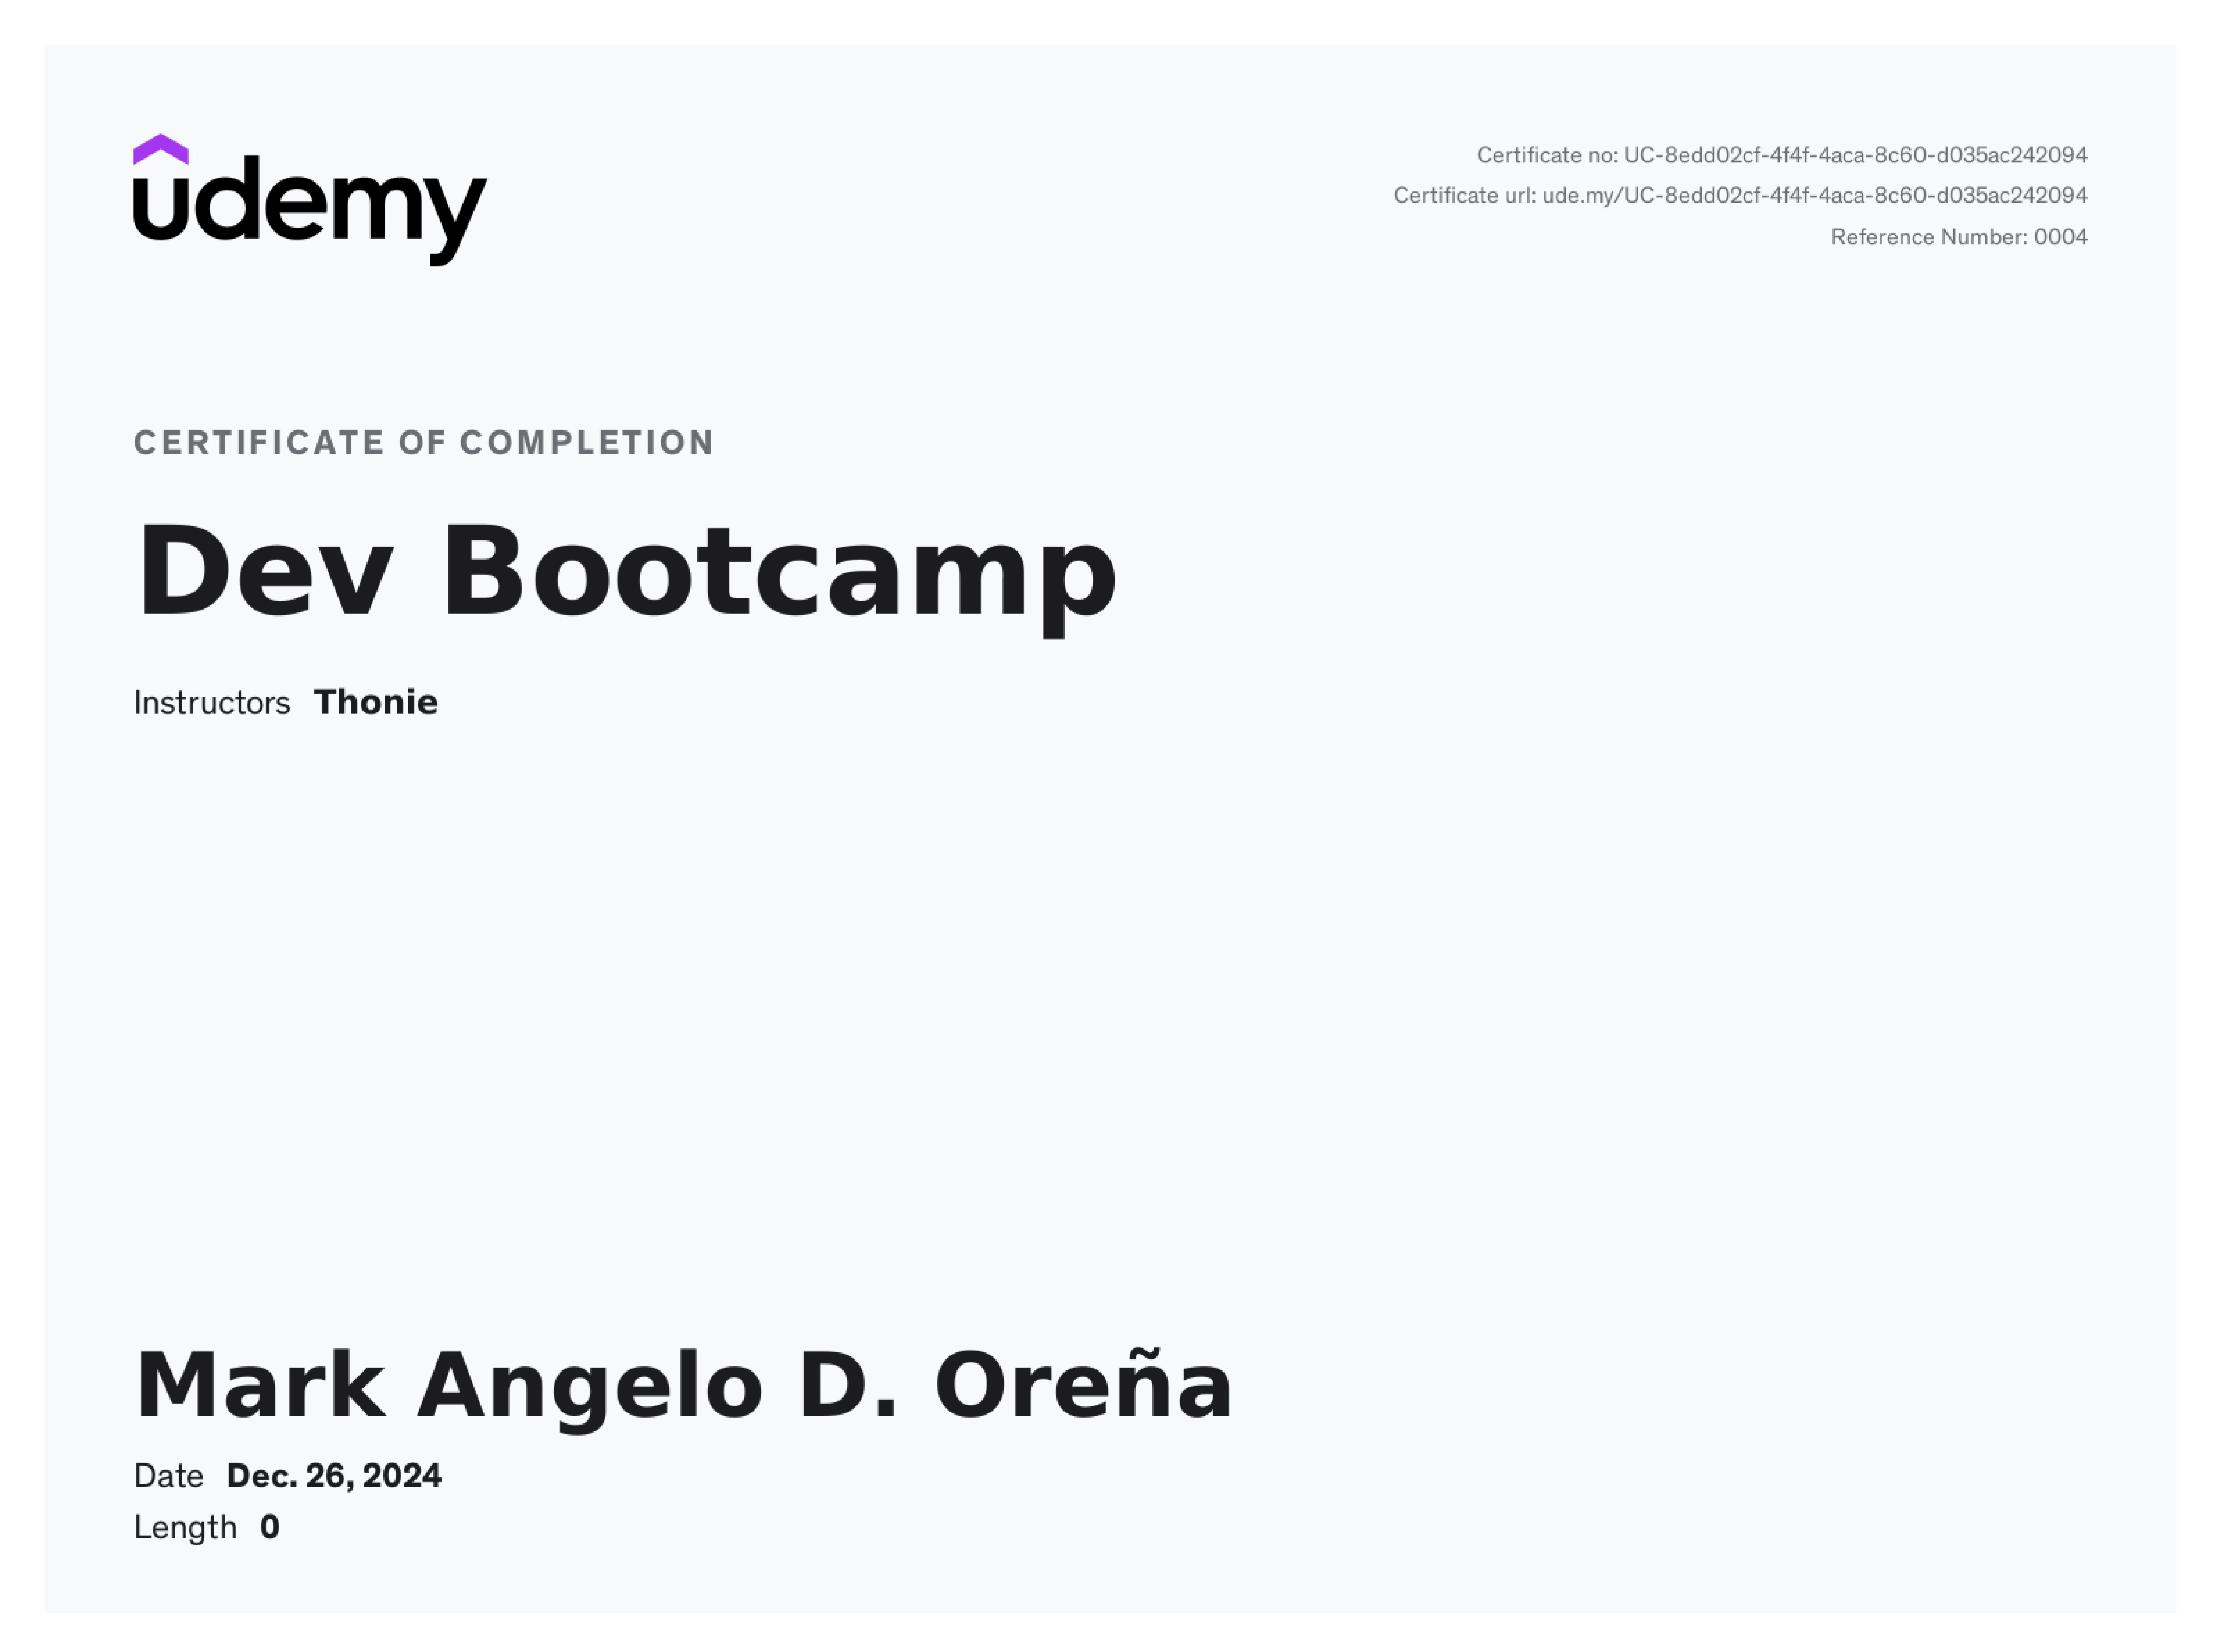 udemy
Certificate no: UC-8edd02cf-4f4f-4aca-8c60-d035ac242094
Certificate url: ude.my/UC-8edd02cf-4f4f-4aca-8c60-d035ac242094
Reference Number: 0004
CERTIFICATE OF COMPLETION
Dev Bootcamp
Instructors Thonie
Mark Angelo D. Oreña
Date Dec. 26, 2024
Length 0